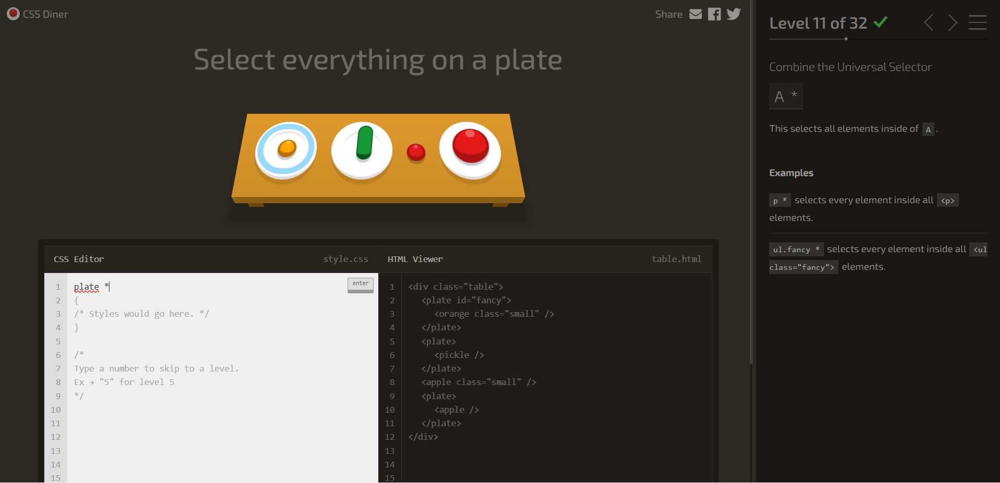 CSS Diner
Share
Select everything on a plate
CSS Editor
style.css
enter
1 plate *
2 {
3 /* Styles would go here. */
4 }
5
6 /*
7 Type a number to skip to a level.
8 Ex → "5" for level 5
9 */
10
11
12
13
14
15
HTML Viewer
table.html
1 <div class="table">
2 <plate id="fancy">
3 <orange class="small" />
4 </plate>
5 <plate>
6 <pickle />
7 </plate>
8 <apple class="small" />
9 <plate>
10 <apple />
11 </plate>
12 </div>
13
14
15
Level 11 of 32
Combine the Universal Selector
A *
This selects all elements inside of A .
Examples
p * selects every element inside all <p>
elements.
ul.fancy * selects every element inside all <ul
class="fancy"> elements.